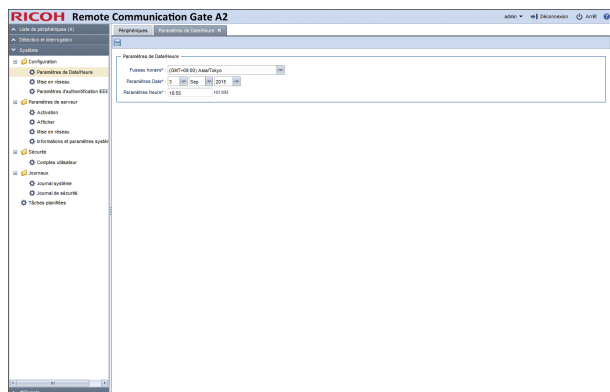 RICOH Remote Communication Gate A2
admin
Déconnexion
Arrêt
Liste de périphériques (4)
Détection et interrogation
Système
Configuration
Paramètres de Date/Heure
Mise en réseau
Paramètres d'authentification IEEE
Paramètres de serveur
Activation
Afficher
Mise en réseau
Informations et paramètres systèm
Sécurité
Comptes utilisateur
Journaux
Journal système
Journal de sécurité
Tâches planifiées
Périphériques
Paramètres de Date/Heure
Paramètres de Date/Heure
Fuseau horaire* : (GMT+09:00) Asia/Tokyo
Paramètres Date* : 3 Sep 2015
Paramètres Heure* : 18:55 HH:MM